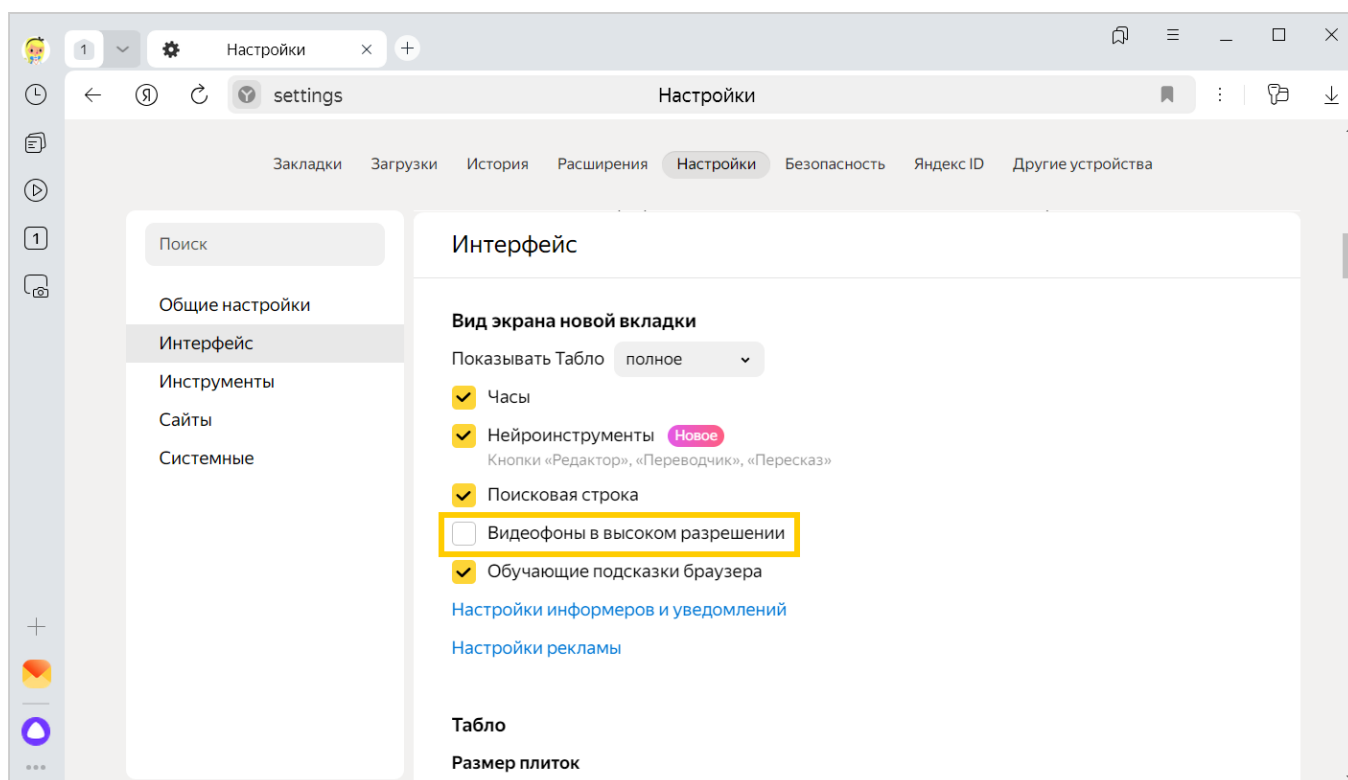 1
Настройки
Я
settings
Настройки
Закладки Загрузки История Расширения Настройки Безопасность Яндекс ID Другие устройства
1
Поиск
Общие настройки
Интерфейс
Инструменты
Сайты
Системные
Интерфейс
Вид экрана новой вкладки
Показывать Табло полное
Часы
Нейроинструменты Новое
Кнопки «Редактор», «Переводчик», «Пересказ»
Поисковая строка
Видеофоны в высоком разрешении
Обучающие подсказки браузера
Настройки информеров и уведомлений
Настройки рекламы
Табло
Размер плиток